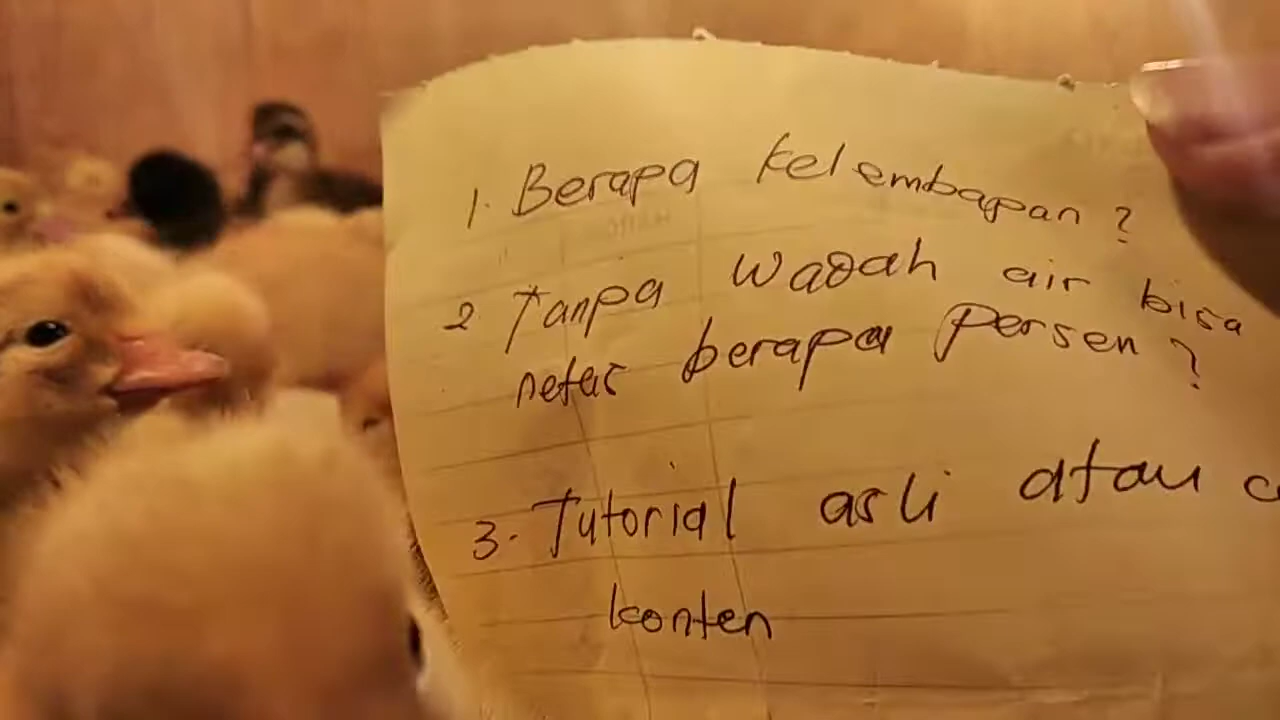 1. Berapa kelembapan ?
2 Tanpa wadah air bisa
netas berapa persen ?
3. Tutorial asli atau
konten